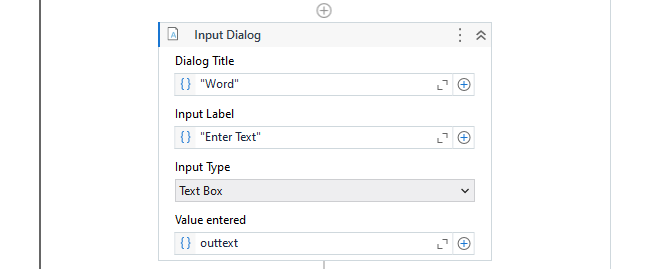 Input Dialog
Dialog Title
{} "Word"
Input Label
{} "Enter Text"
Input Type
Text Box
Value entered
{} outtext